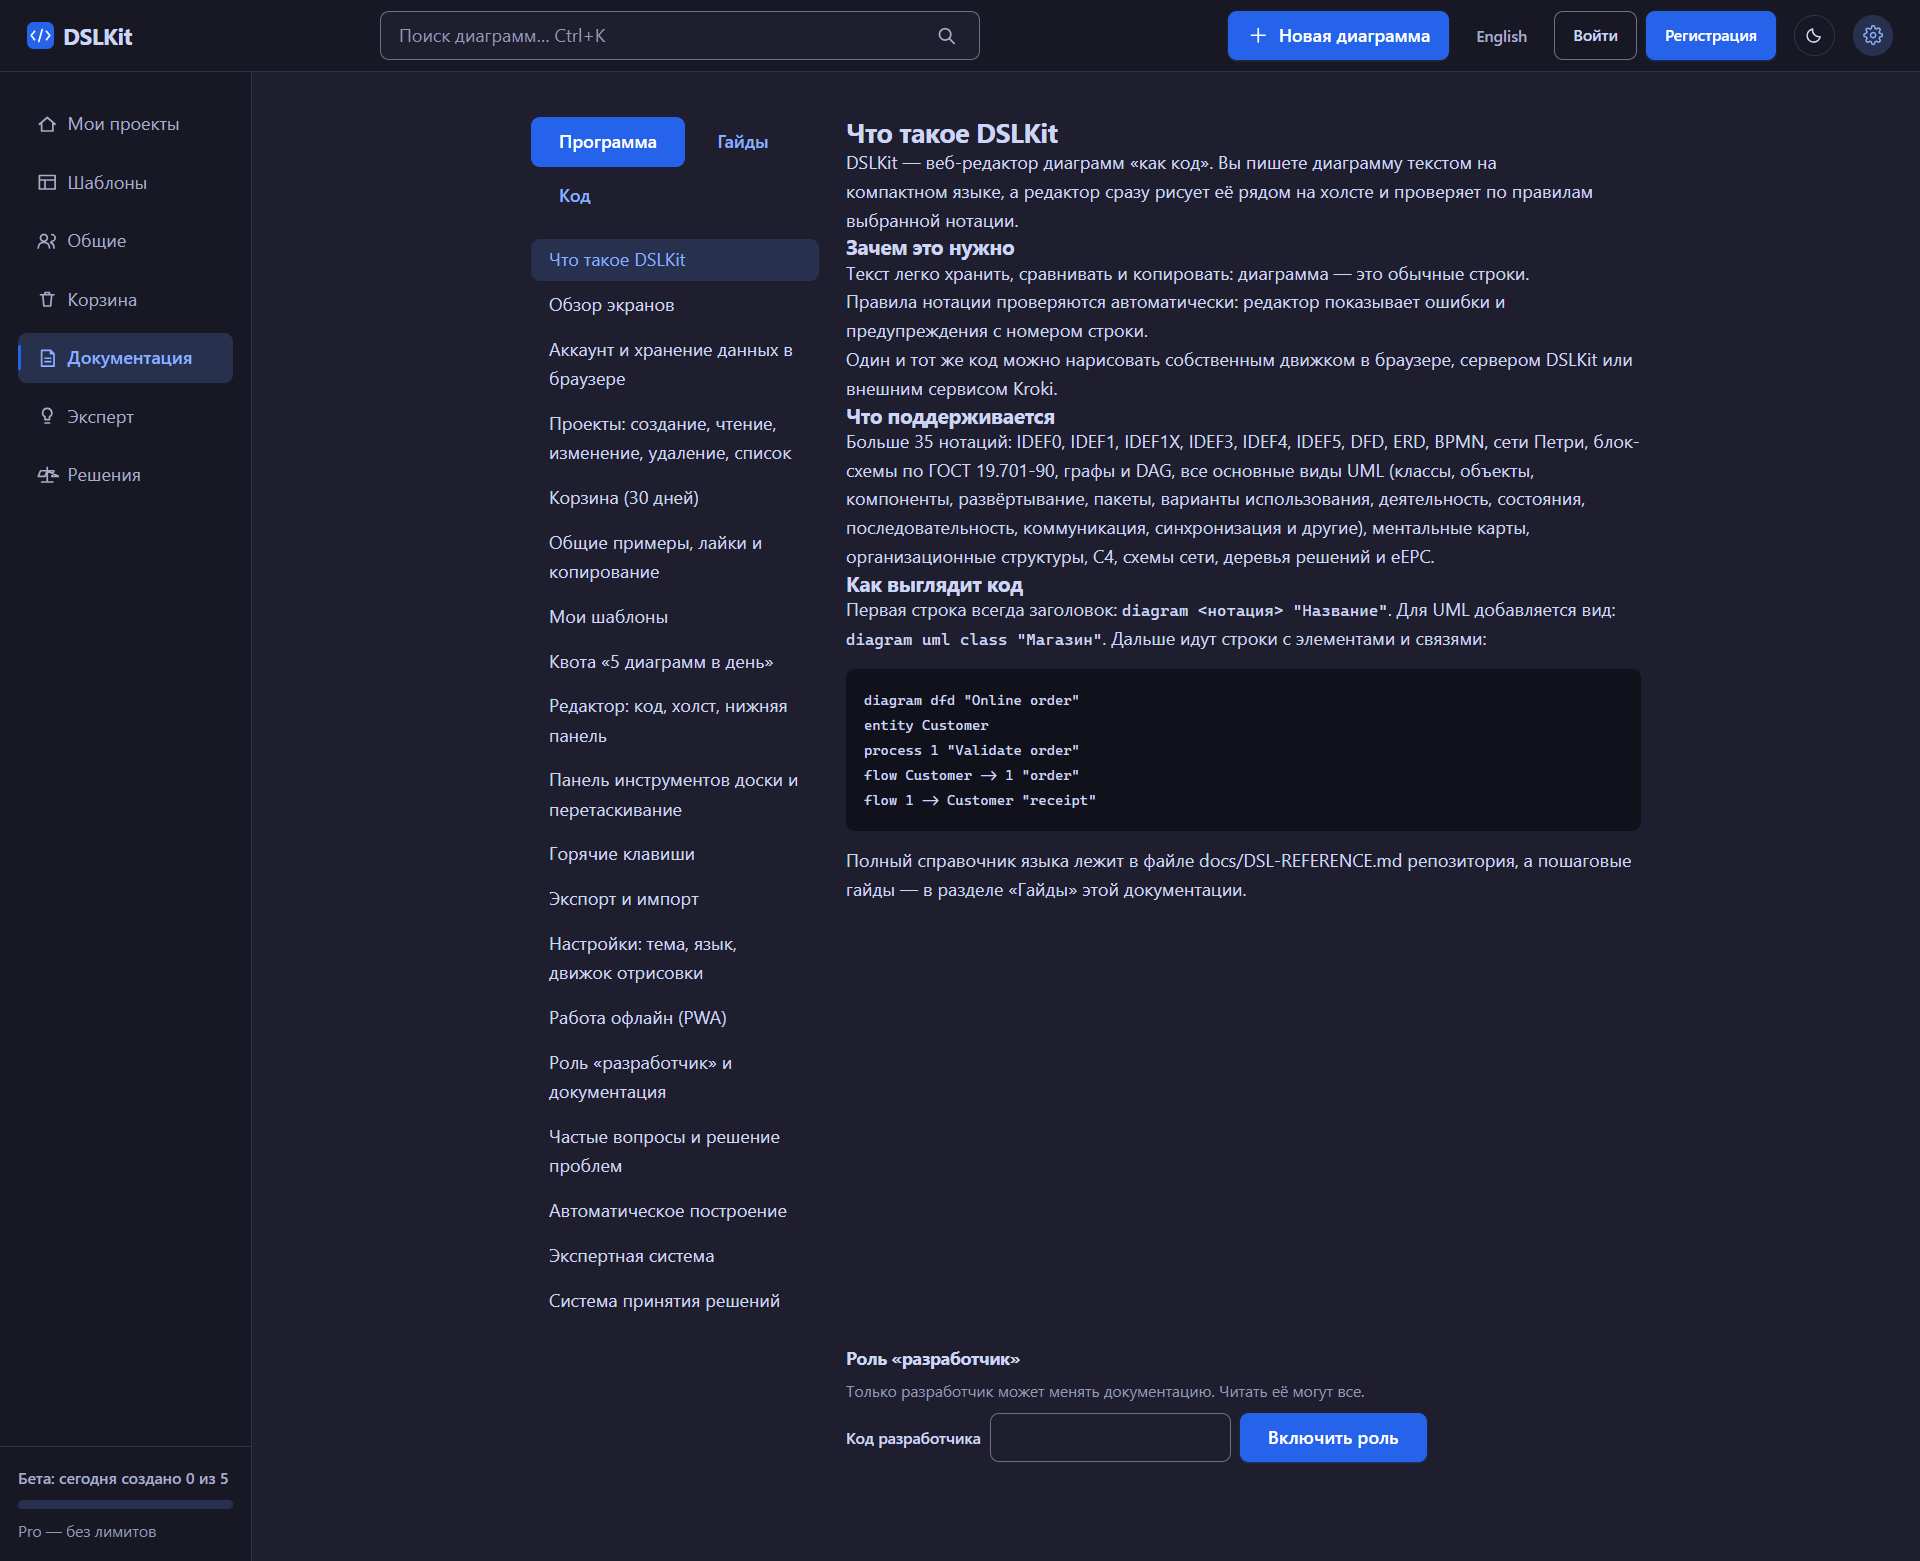 DSLKit
Поиск диаграмм... Ctrl+K
Новая диаграмма
English
Войти
Регистрация
Мои проекты
Шаблоны
Общие
Корзина
Документация
Эксперт
Решения
Бета: сегодня создано 0 из 5
Pro — без лимитов
Программа
Гайды
Код
Что такое DSLKit
Обзор экранов
Аккаунт и хранение данных в
браузере
Проекты: создание, чтение,
изменение, удаление, список
Корзина (30 дней)
Общие примеры, лайки и
копирование
Мои шаблоны
Квота «5 диаграмм в день»
Редактор: код, холст, нижняя
панель
Панель инструментов доски и
перетаскивание
Горячие клавиши
Экспорт и импорт
Настройки: тема, язык,
движок отрисовки
Работа офлайн (PWA)
Роль «разработчик» и
документация
Частые вопросы и решение
проблем
Автоматическое построение
Экспертная система
Система принятия решений
Что такое DSLKit
DSLKit — веб-редактор диаграмм «как код». Вы пишете диаграмму текстом на
компактном языке, а редактор сразу рисует её рядом на холсте и проверяет по правилам
выбранной нотации.
Зачем это нужно
Текст легко хранить, сравнивать и копировать: диаграмма — это обычные строки.
Правила нотации проверяются автоматически: редактор показывает ошибки и
предупреждения с номером строки.
Один и тот же код можно нарисовать собственным движком в браузере, сервером DSLKit или
внешним сервисом Kroki.
Что поддерживается
Больше 35 нотаций: IDEF0, IDEF1, IDEF1X, IDEF3, IDEF4, IDEF5, DFD, ERD, BPMN, сети Петри, блок-
схемы по ГОСТ 19.701-90, графы и DAG, все основные виды UML (классы, объекты,
компоненты, развёртывание, пакеты, варианты использования, деятельность, состояния,
последовательность, коммуникация, синхронизация и другие), ментальные карты,
организационные структуры, C4, схемы сети, деревья решений и eEPC.
Как выглядит код
Первая строка всегда заголовок: diagram <нотация> "Название". Для UML добавляется вид:
diagram uml class "Магазин". Дальше идут строки с элементами и связями:
diagram dfd "Online order"
entity Customer
process 1 "Validate order"
flow Customer -> 1 "order"
flow 1 -> Customer "receipt"
Полный справочник языка лежит в файле docs/DSL-REFERENCE.md репозитория, а пошаговые
гайды — в разделе «Гайды» этой документации.
Роль «разработчик»
Только разработчик может менять документацию. Читать её могут все.
Код разработчика
Включить роль